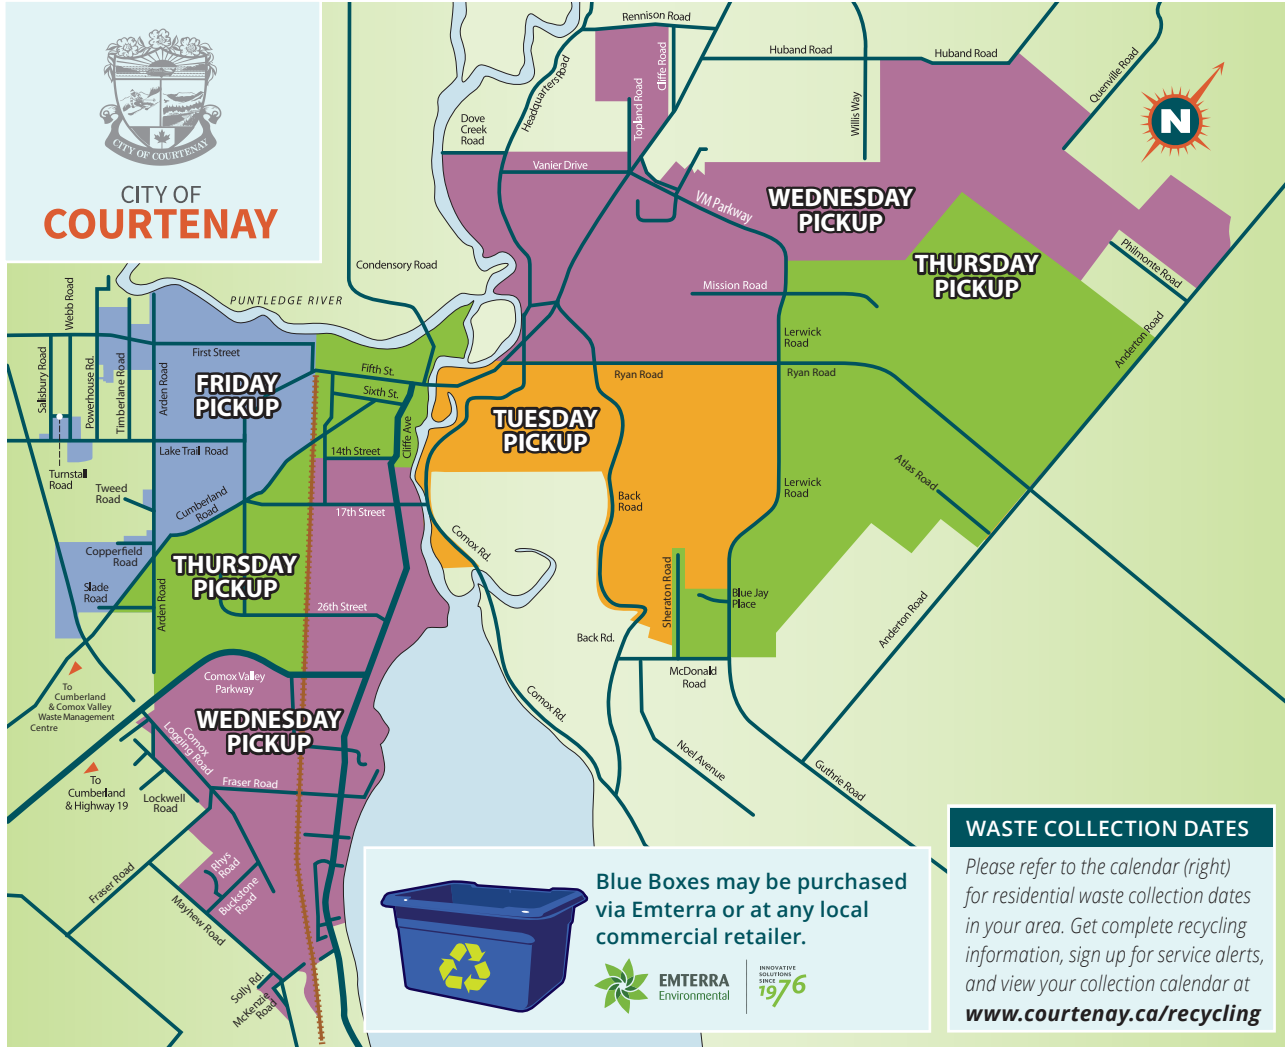 CITY OF COURTENAY
CITY OF
COURTENAY
Rennison Road
Huband Road
Huband Road
Quenville Road
Headquarters Road
Cliffe Road
Topland Road
Willis Way
N
Dove
Creek
Road
Vanier Drive
VM Parkway
WEDNESDAY
PICKUP
THURSDAY
PICKUP
Philmonte Road
Condensory Road
PUNTLEDGE RIVER
Mission Road
Lerwick
Road
Anderton Road
Webb Road
Salisbury Road
Powerhouse Rd.
Timberlane Road
Arden Road
First Street
FRIDAY
PICKUP
Fifth St.
Sixth St.
Cliffe Ave
Ryan Road
Ryan Road
TUESDAY
PICKUP
Lake Trail Road
14th Street
Turnstall
Road
Tweed
Road
Cumberland
Road
17th Street
Back
Road
Lerwick
Road
Atlas Road
Comox Rd.
Copperfield
Road
THURSDAY
PICKUP
Slade
Road
Arden Road
26th Street
Sheraton Road
Blue Jay
Place
Anderton Road
Back Rd.
McDonald
Road
To
Cumberland
& Comox Valley
Waste Management
Centre
Comox Valley
Parkway
WEDNESDAY
PICKUP
Comox
Logging Road
Comox Rd.
Noel Avenue
Guthrie Road
To
Cumberland
& Highway 19
Lockwell
Road
Fraser Road
Fraser Road
Rhys
Road
Buckstone
Road
Mayhew Road
Solly Rd.
McKenzie
Road
Blue Boxes may be purchased
via Emterra or at any local
commercial retailer.
EMTERRA
Environmental
INNOVATIVE
SOLUTIONS
SINCE
1976
WASTE COLLECTION DATES
Please refer to the calendar (right)
for residential waste collection dates
in your area. Get complete recycling
information, sign up for service alerts,
and view your collection calendar at
www.courtenay.ca/recycling